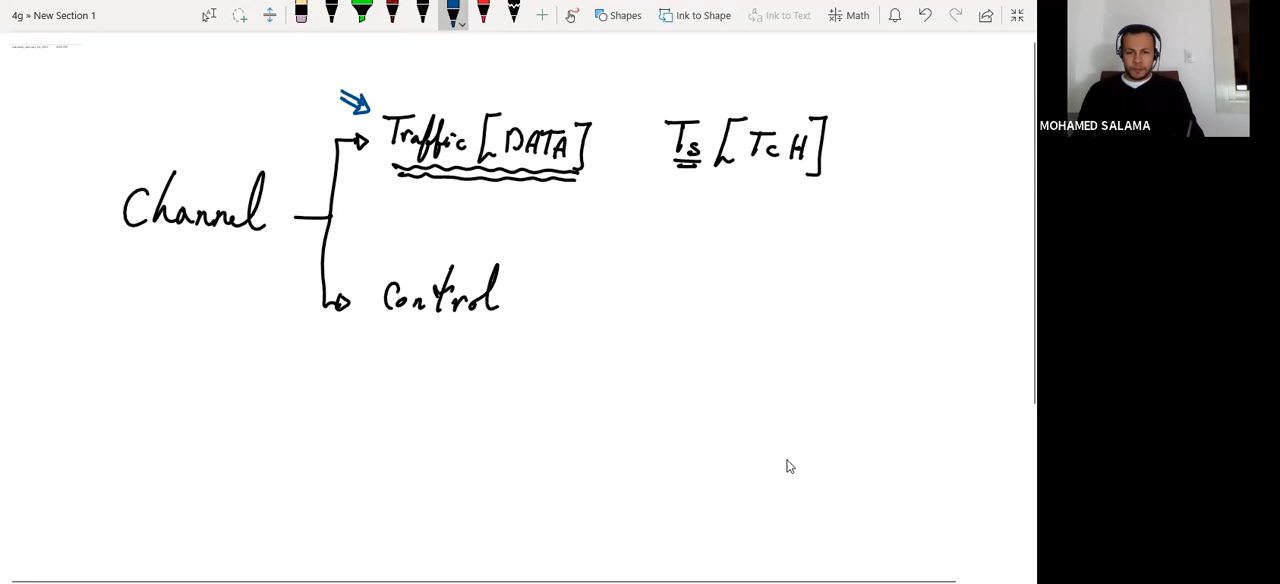 4g » New Section 1
Shapes
Ink to Shape
Ink to Text
Math
MOHAMED SALAMA
Traffic [DATA]
Ts [TCH]
Channel
Control